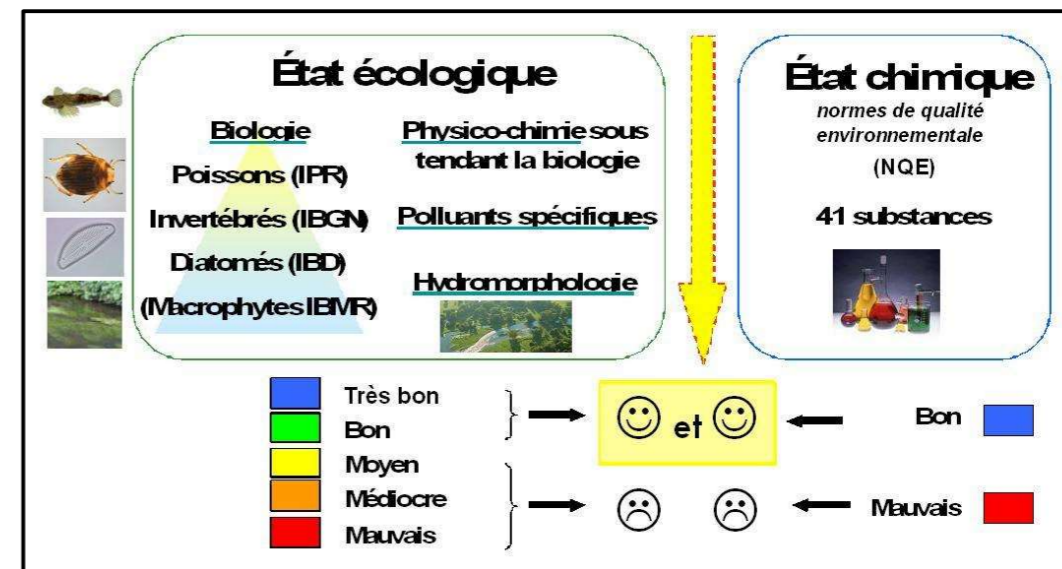 État écologique
Biologie
Poissons (IPR)
Invertébrés (IBGN)
Diatomés (IBD)
(Macrophytes IBMR)
Physico-chimie sous
tendant la biologie
Polluants spécifiques
Hydromorphologie
État chimique
normes de qualité
environnementale
(NQE)
41 substances
Très bon
Bon
Moyen
Médiocre
Mauvais
et
Bon
Mauvais